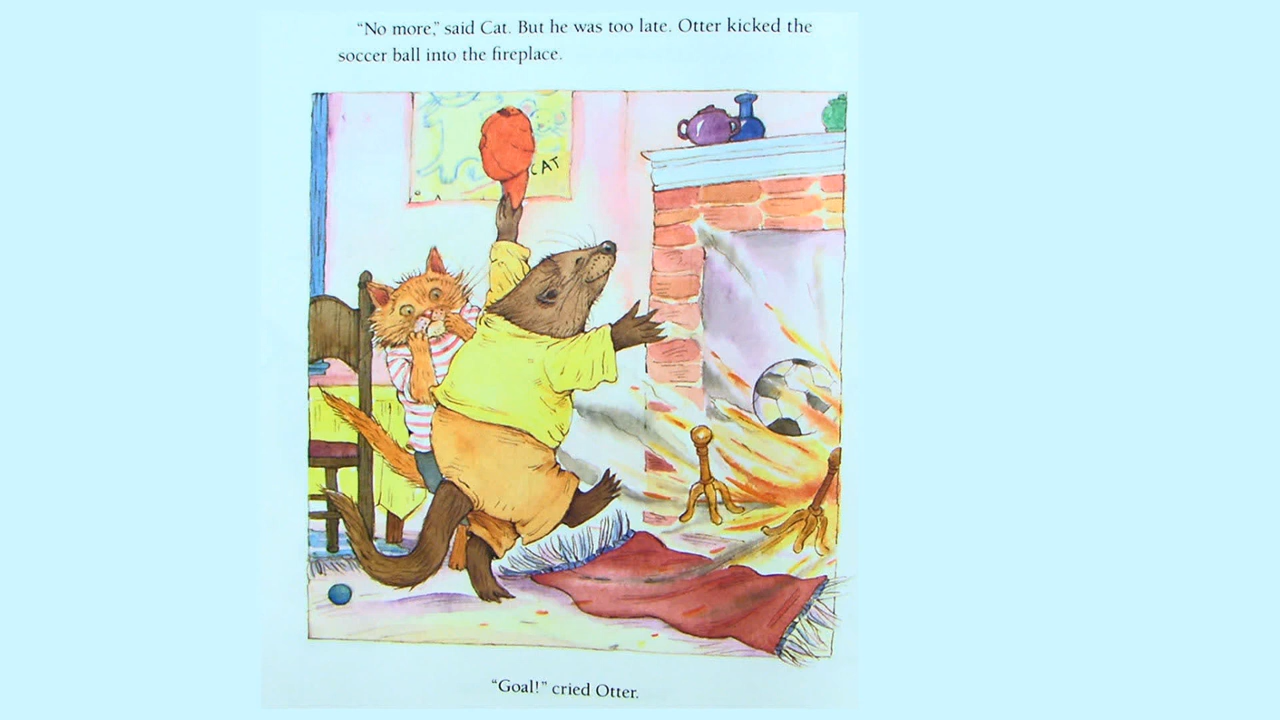 “No more,” said Cat. But he was too late. Otter kicked the
soccer ball into the fireplace.
CAT
“Goal!” cried Otter.